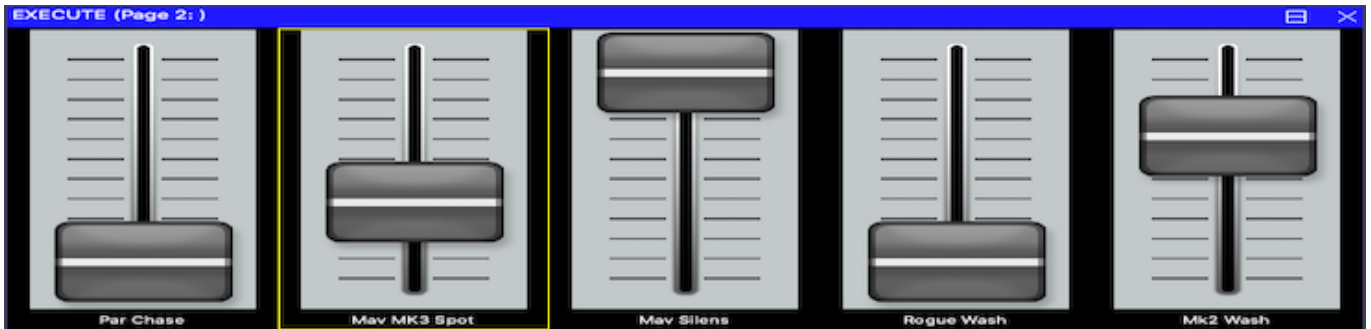 EXECUTE (Page 2: )
Par Chase
Mav MK3 Spot
Mav Silens
Rogue Wash
Mk2 Wash